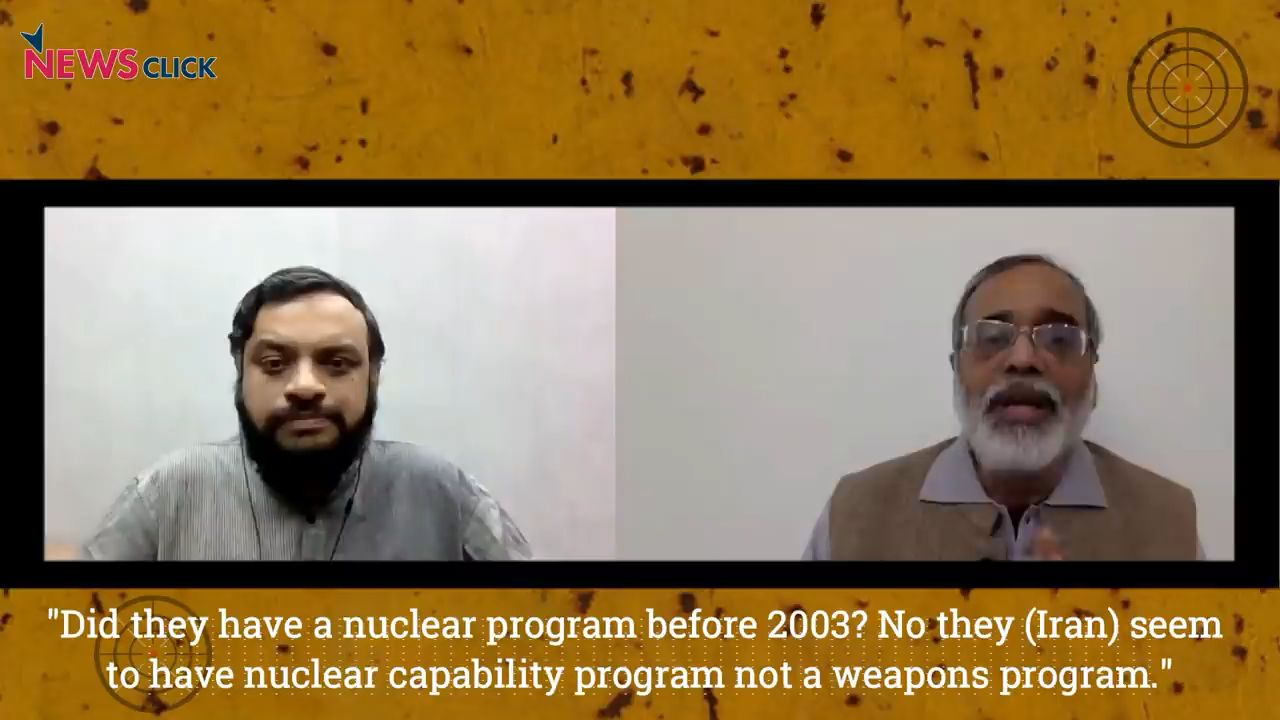 NEWSCLICK
"Did they have a nuclear program before 2003? No they (Iran) seem
to have nuclear capability program not a weapons program."